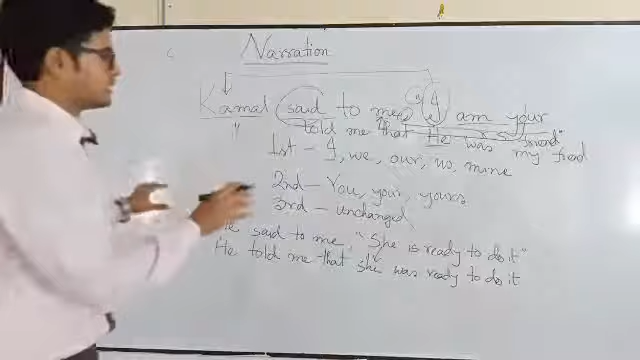 Narration
Kamal said to me, "I am your friend"
told me that He was my friend
1st - I, we, our, us, mine
2nd - You, your, yours
3rd - unchanged
He said to me, "She is ready to do it"
He told me that she was ready to do it